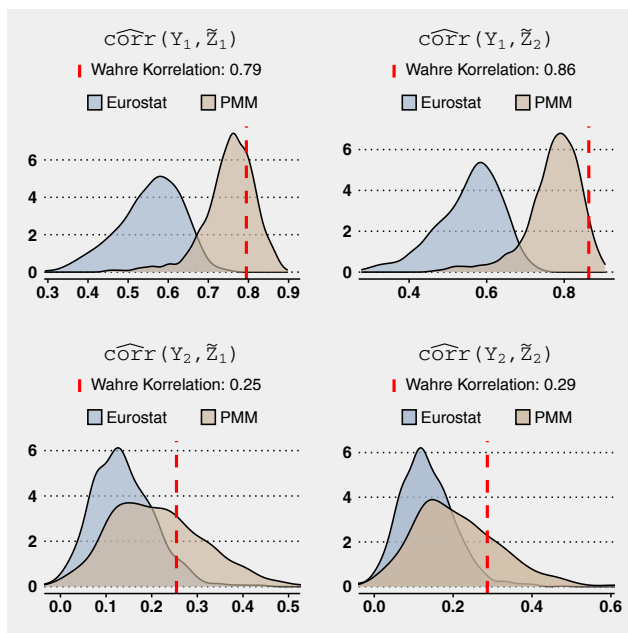 corr(Y₁,Z̃₁)
Wahre Korrelation: 0.79
Eurostat PMM
6
4
2
0
0.3 0.4 0.5 0.6 0.7 0.8 0.9
corr(Y₁,Z̃₂)
Wahre Korrelation: 0.86
Eurostat PMM
6
4
2
0
0.4 0.6 0.8
corr(Y₂,Z̃₁)
Wahre Korrelation: 0.25
Eurostat PMM
6
4
2
0
0.0 0.1 0.2 0.3 0.4 0.5
corr(Y₂,Z̃₂)
Wahre Korrelation: 0.29
Eurostat PMM
6
4
2
0
0.0 0.2 0.4 0.6